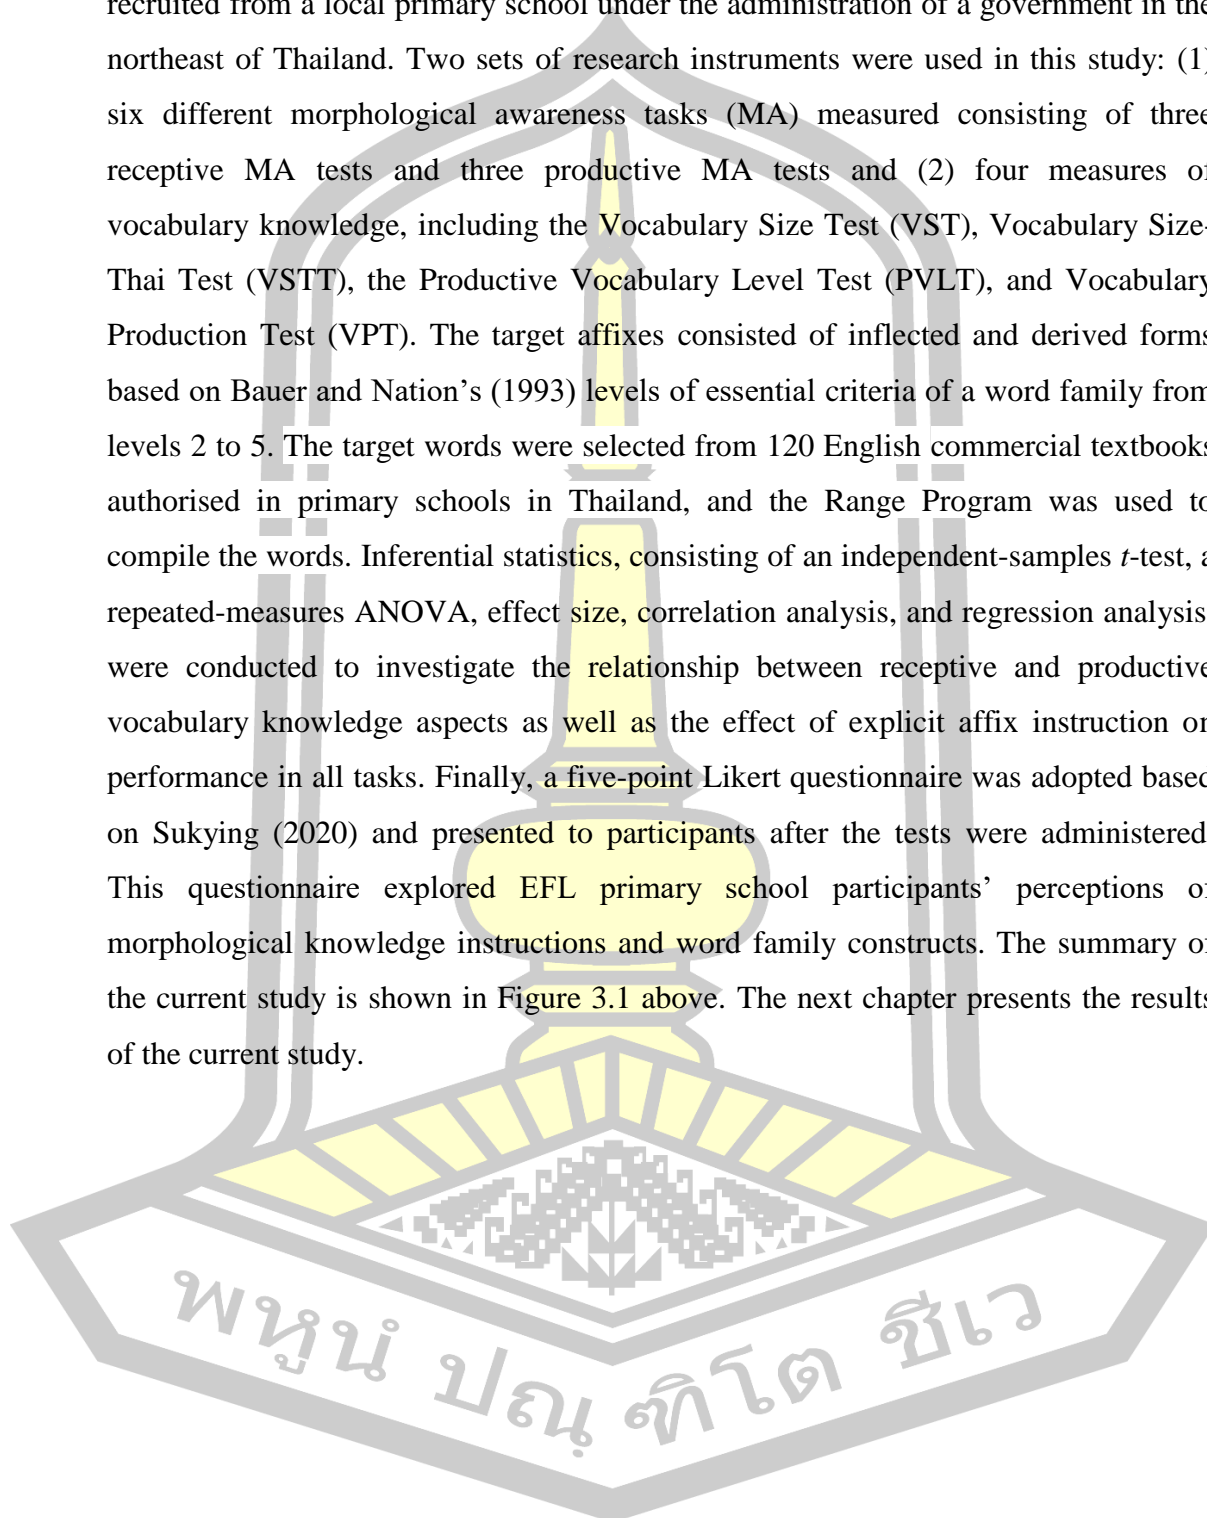 recruited from a local primary school under the administration of a government in the
northeast of Thailand. Two sets of research instruments were used in this study: (1)
six different morphological awareness tasks (MA) measured consisting of three
receptive MA tests and three productive MA tests and (2) four measures of
vocabulary knowledge, including the Vocabulary Size Test (VST), Vocabulary Size-
Thai Test (VSTT), the Productive Vocabulary Level Test (PVLT), and Vocabulary
Production Test (VPT). The target affixes consisted of inflected and derived forms
based on Bauer and Nation’s (1993) levels of essential criteria of a word family from
levels 2 to 5. The target words were selected from 120 English commercial textbooks
authorised in primary schools in Thailand, and the Range Program was used to
compile the words. Inferential statistics, consisting of an independent-samples t-test, a
repeated-measures ANOVA, effect size, correlation analysis, and regression analysis
were conducted to investigate the relationship between receptive and productive
vocabulary knowledge aspects as well as the effect of explicit affix instruction on
performance in all tasks. Finally, a five-point Likert questionnaire was adopted based
on Sukying (2020) and presented to participants after the tests were administered
This questionnaire explored EFL primary school participants’ perceptions of
morphological knowledge instructions and word family constructs. The summary of
the current study is shown in Figure 3.1 above. The next chapter presents the results
of the current study.
พหูนํ ปณฺฑิโต ชีเว